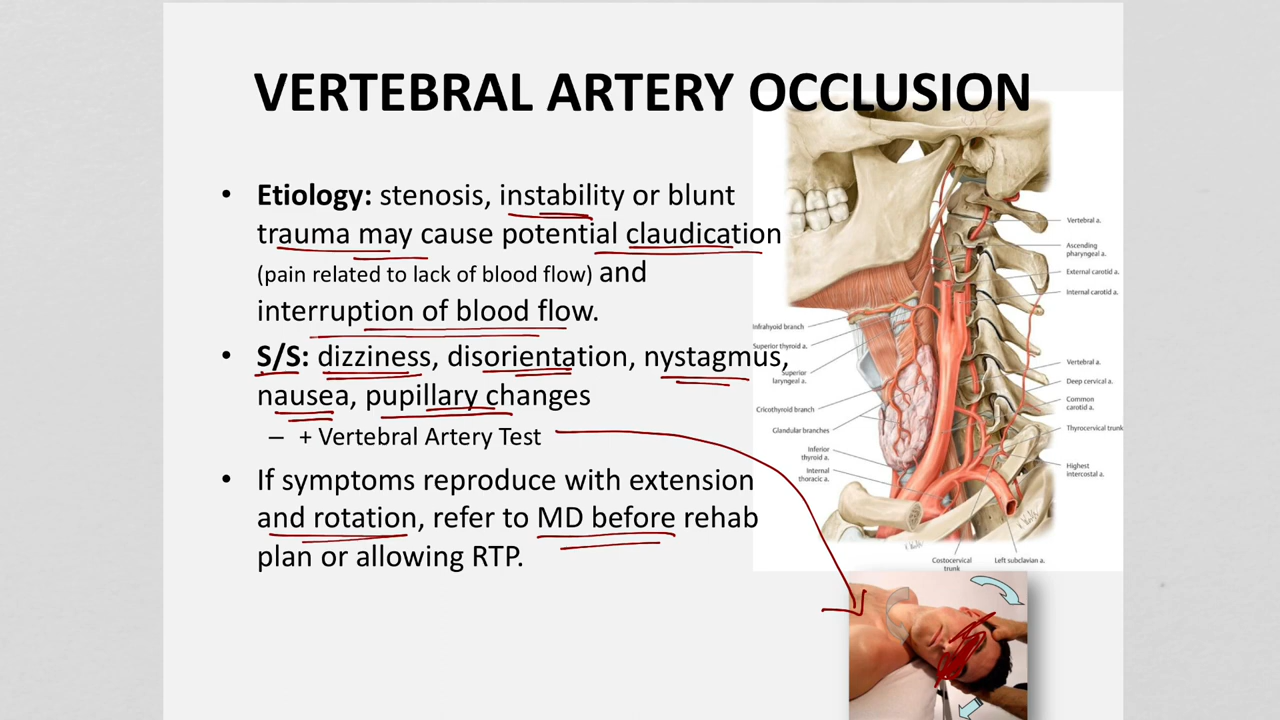 VERTEBRAL ARTERY OCCLUSION
• Etiology: stenosis, instability or blunt
trauma may cause potential claudication
(pain related to lack of blood flow) and
interruption of blood flow.
• S/S: dizziness, disorientation, nystagmus,
nausea, pupillary changes
– + Vertebral Artery Test
• If symptoms reproduce with extension
and rotation, refer to MD before rehab
plan or allowing RTP.
Infrahyoid branch
Superior thyroid a.
Superior
laryngeal a.
Cricothyroid branch
Glandular branches
Inferior
thyroid a.
Internal
thoracic a.
Vertebral a.
Ascending
pharyngeal a.
External carotid a.
Internal carotid a.
Vertebral a.
Deep cervical a.
Common
carotid a.
Thyrocervical trunk
Highest
intercostal a.
Costocervical
trunk
Left subclavian a.